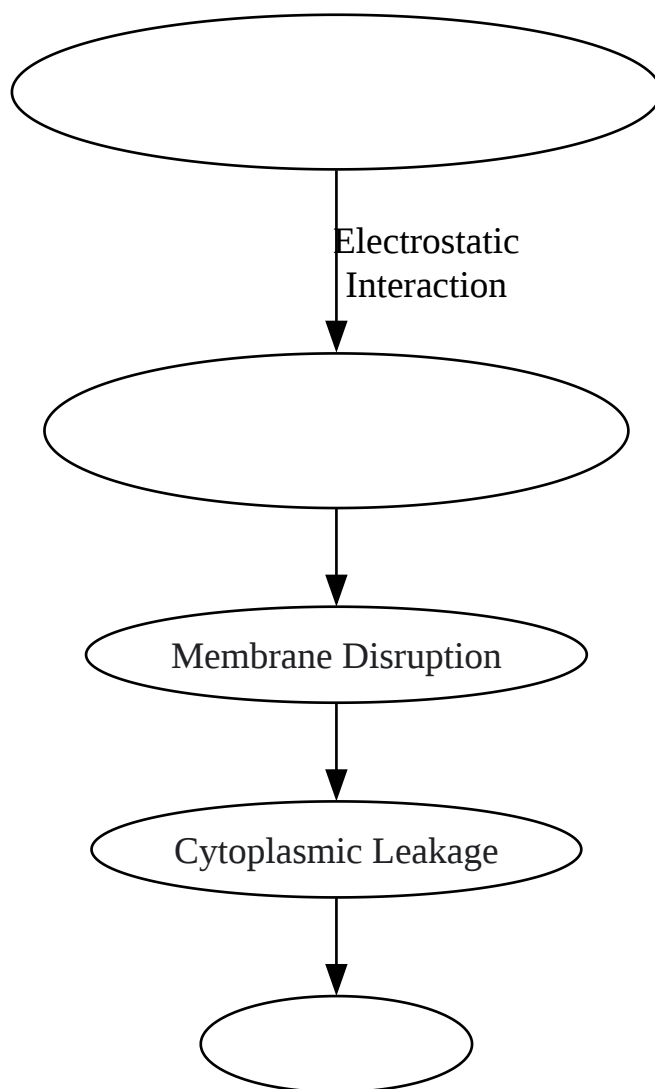 Electrostatic
Interaction
Membrane Disruption
Cytoplasmic Leakage